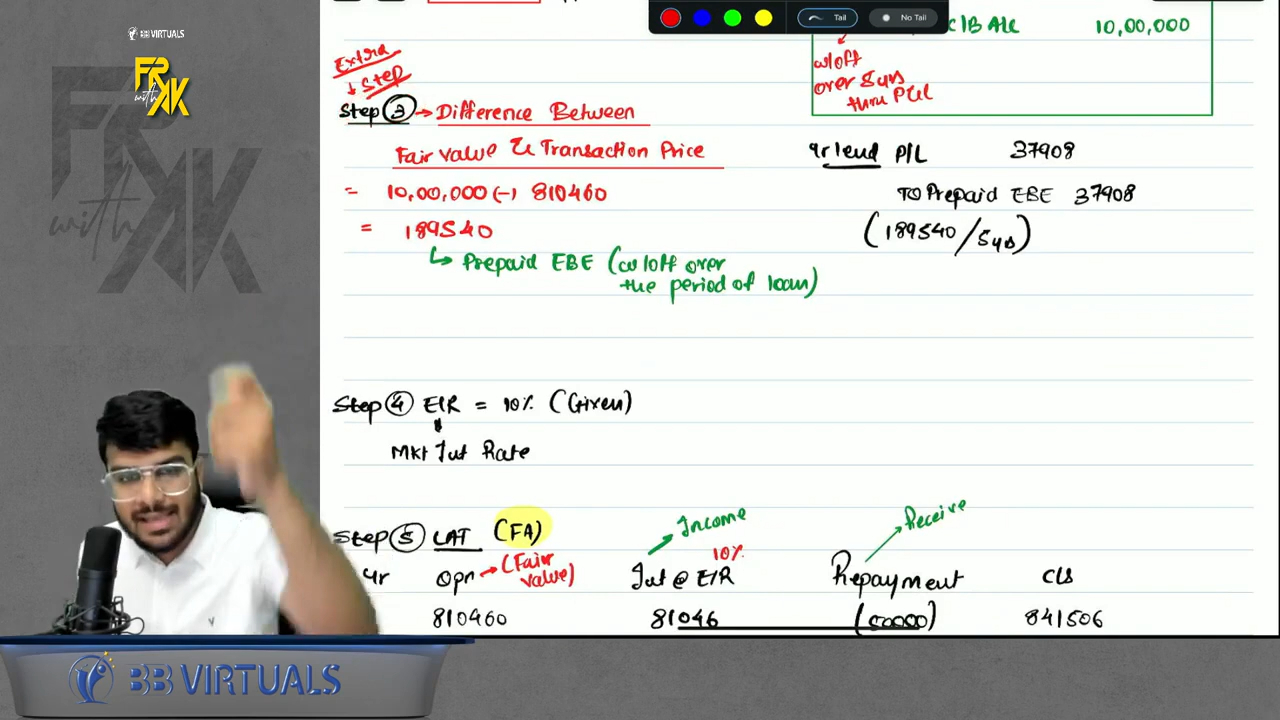 Tail
No Tail
BB VIRTUALS
FR
with
AK
C/B A/c 10,00,000
w/off
over 5 yrs
thru P&L
Extra
Step
Step 3 → Difference Between
Fair value & Transaction Price
= 10,00,000 (-) 810460
= 189540
Prepaid EBE (w/off over
the period of loan)
Yr 1 end P/L 37908
To Prepaid EBE 37908
(189540/5yrs)
Step 4 EIR = 10% (Given)
Mkt Int Rate
Step 5 LAT (FA)
Income
Receive
Yr Opn → (Fair value) Int @ EIR 10% Repayment Cls
810460 81046 (50000) 841506
BB VIRTUALS